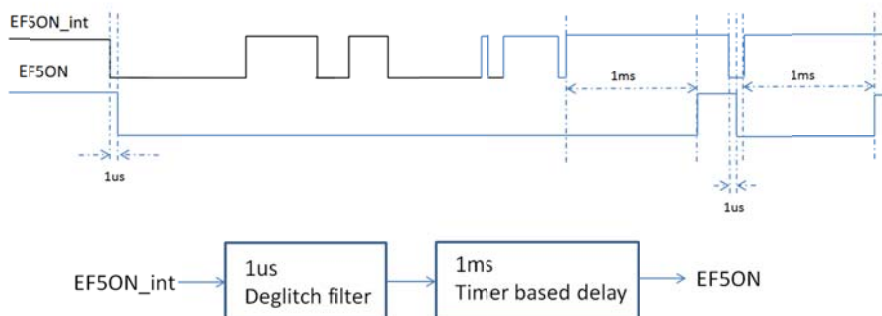 EF5ON_int
EF5ON
1ms
1ms
1us
1us
EF5ON_int
1us
Deglitch filter
1ms
Timer based delay
EF5ON